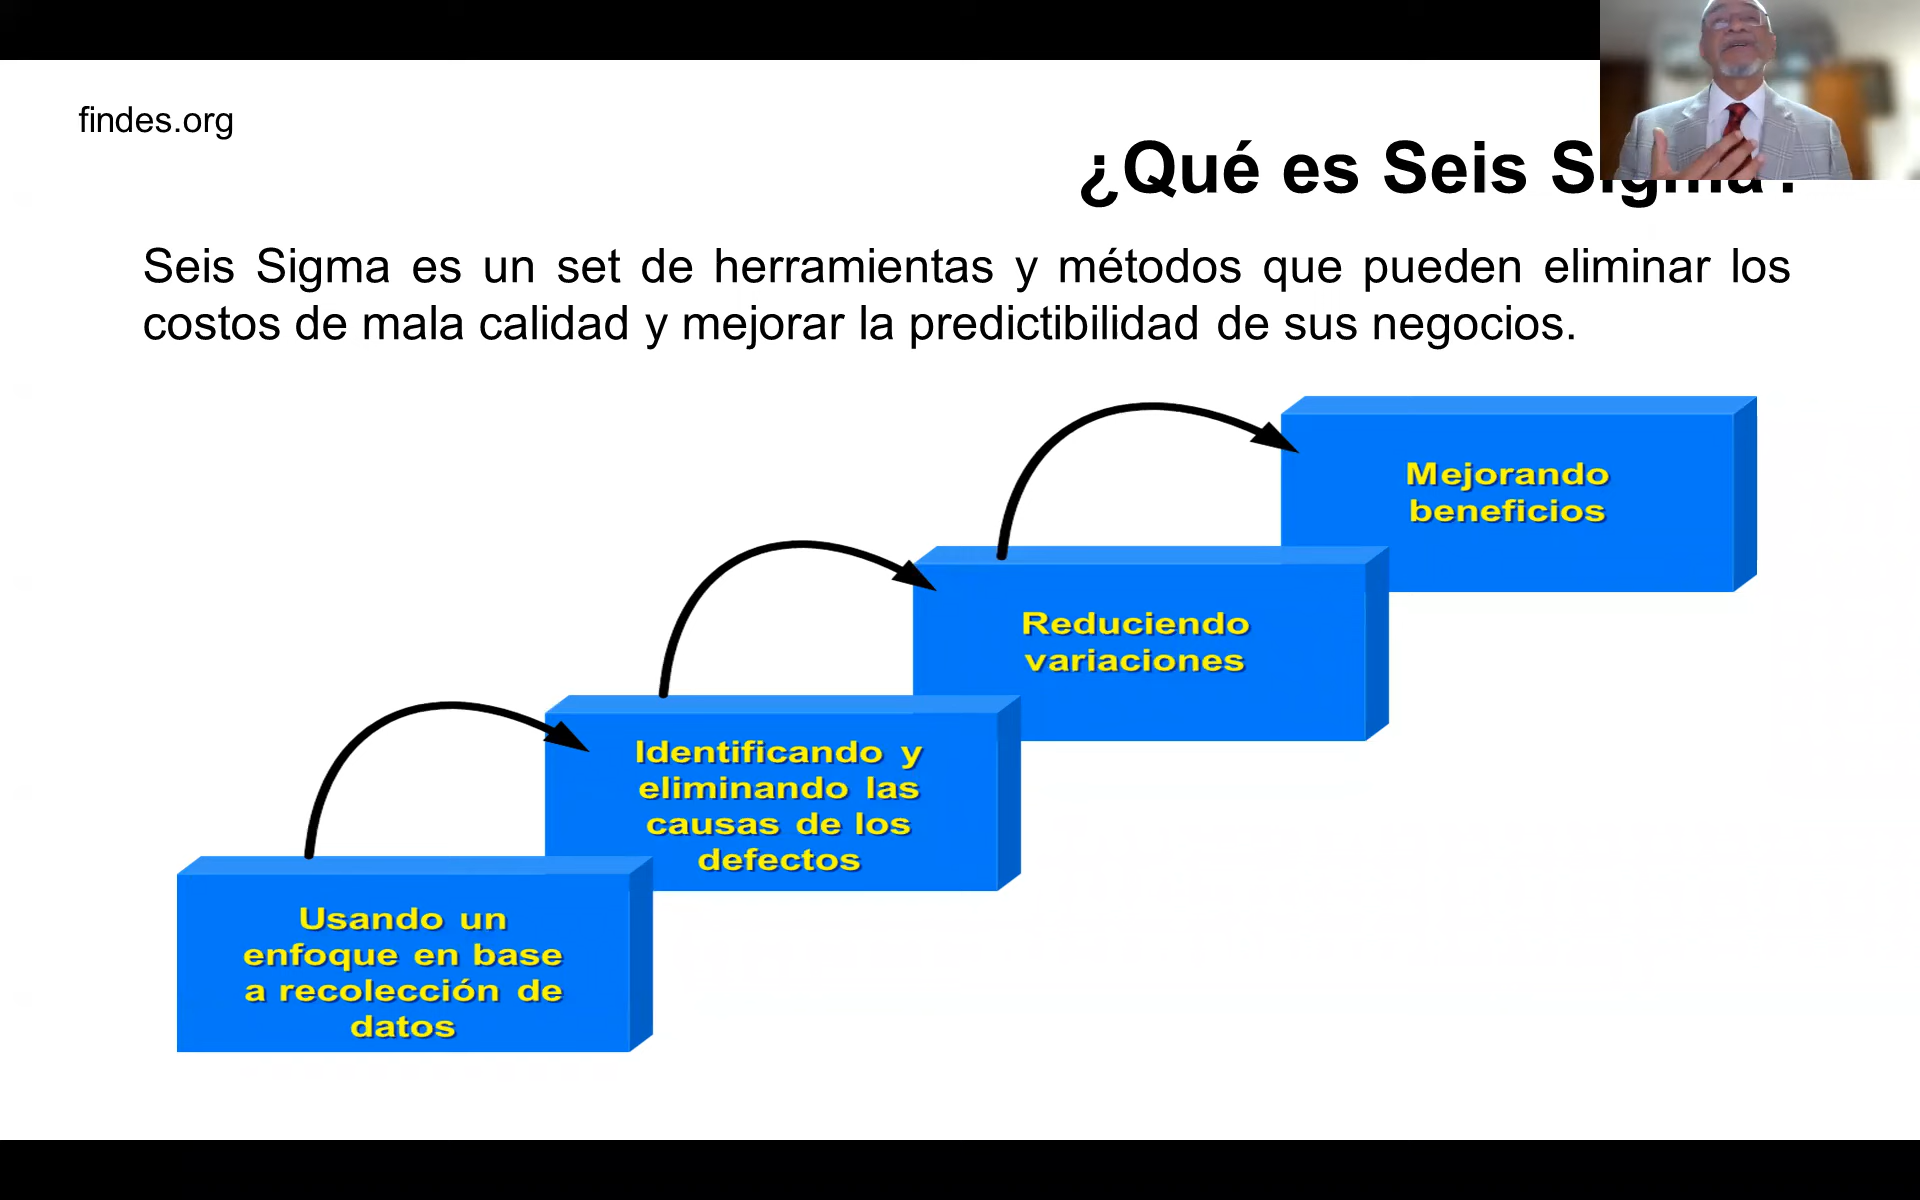 findes.org
¿Qué es Seis Sigma?
Seis Sigma es un set de herramientas y métodos que pueden eliminar los
costos de mala calidad y mejorar la predictibilidad de sus negocios.
Mejorando
beneficios
Reduciendo
variaciones
Identificando y
eliminando las
causas de los
defectos
Usando un
enfoque en base
a recolección de
datos